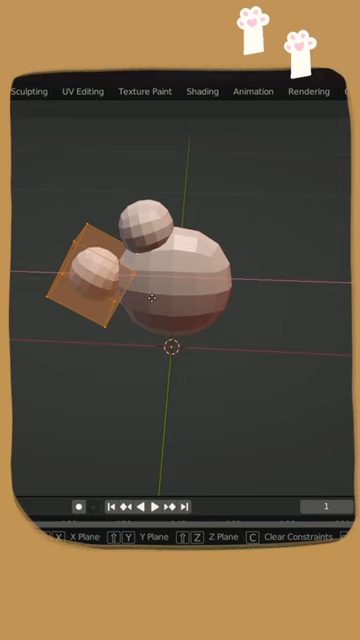 Sculpting UV Editing Texture Paint Shading Animation Rendering
1
X X Plane Y Y Plane Z Z Plane C Clear Constraints